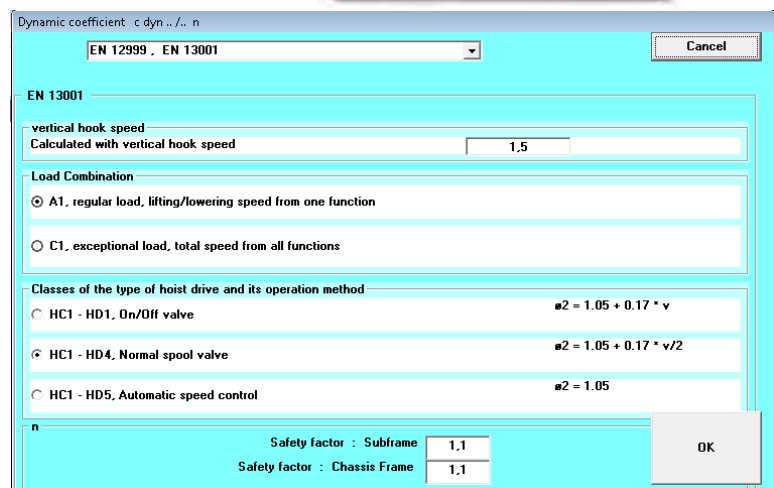 Dynamic coefficient c dyn .. /.. n
EN 12999 , EN 13001
Cancel
EN 13001
vertical hook speed
Calculated with vertical hook speed 1,5
Load Combination
A1, regular load, lifting/lowering speed from one function
C1, exceptional load, total speed from all functions
Classes of the type of hoist drive and its operation method
HC1 - HD1, On/Off valve ø2 = 1.05 + 0.17 * v
HC1 - HD4, Normal spool valve ø2 = 1.05 + 0.17 * v/2
HC1 - HD5, Automatic speed control ø2 = 1.05
n
Safety factor : Subframe 1,1
Safety factor : Chassis Frame 1,1
OK